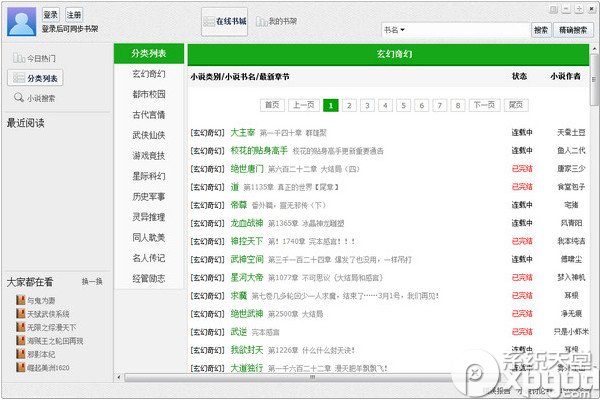 登录 注册
登录后可同步书架
在线书城
我的书架
书名
搜索 精确搜索
今日热门
分类列表
小说搜索
最近阅读
大家都在看 换一换
与鬼为妻
天赋武侠系统
无限之综漫天下
海贼王之轮回再现
邪影本纪
崛起美洲1620
分类列表
玄幻奇幻
都市校园
古代言情
武侠仙侠
游戏竞技
星际科幻
历史军事
灵异推理
同人耽美
名人传记
经管励志
玄幻奇幻
小说类别/小说书名/最新章节 状态 小说作者
首页 上一页 1 2 3 4 5 6 7 8 下一页 尾页
[玄幻奇幻] 大主宰 第一千四十章 群雄聚 连载中 天蚕土豆
[玄幻奇幻] 校花的贴身高手 校花的贴身高手更新重要通告 连载中 鱼人二代
[玄幻奇幻] 绝世唐门 第六百二十二章 大结局（四） 已完结 唐家三少
[玄幻奇幻] 道 第1135章 真正的世界【尾章】 已完结 食堂包子
[玄幻奇幻] 帝尊 番外篇，重无邪传（下） 连载中 宅猪
[玄幻奇幻] 龙血战神 第1365章 冰晶神龙雕塑 连载中 风青阳
[玄幻奇幻] 神控天下 第！1740章 完本感言！！！ 已完结 我本纯洁
[玄幻奇幻] 武神空间 第三千一百二十四章 爆发了也没用，一样吊打 连载中 傅啸尘
[玄幻奇幻] 星河大帝 第1077章 不可思议（大结局和感言） 已完结 梦入神机
[玄幻奇幻] 求魔 第七卷几多轮回少一人求魔，结束了……3月1号，我们再见！ 已完结 耳根
[玄幻奇幻] 绝世武神 第2500章 大结局 已完结 净无痕
[玄幻奇幻] 武逆 完本感言 已完结 只是小虾米
[玄幻奇幻] 我欲封天 第1226章 什么什么封天诀！ 连载中 耳根
[玄幻奇幻] 大道独行 第一千六百二十二章 漫天肥羊飘飘飞！ 连载中
系统天堂